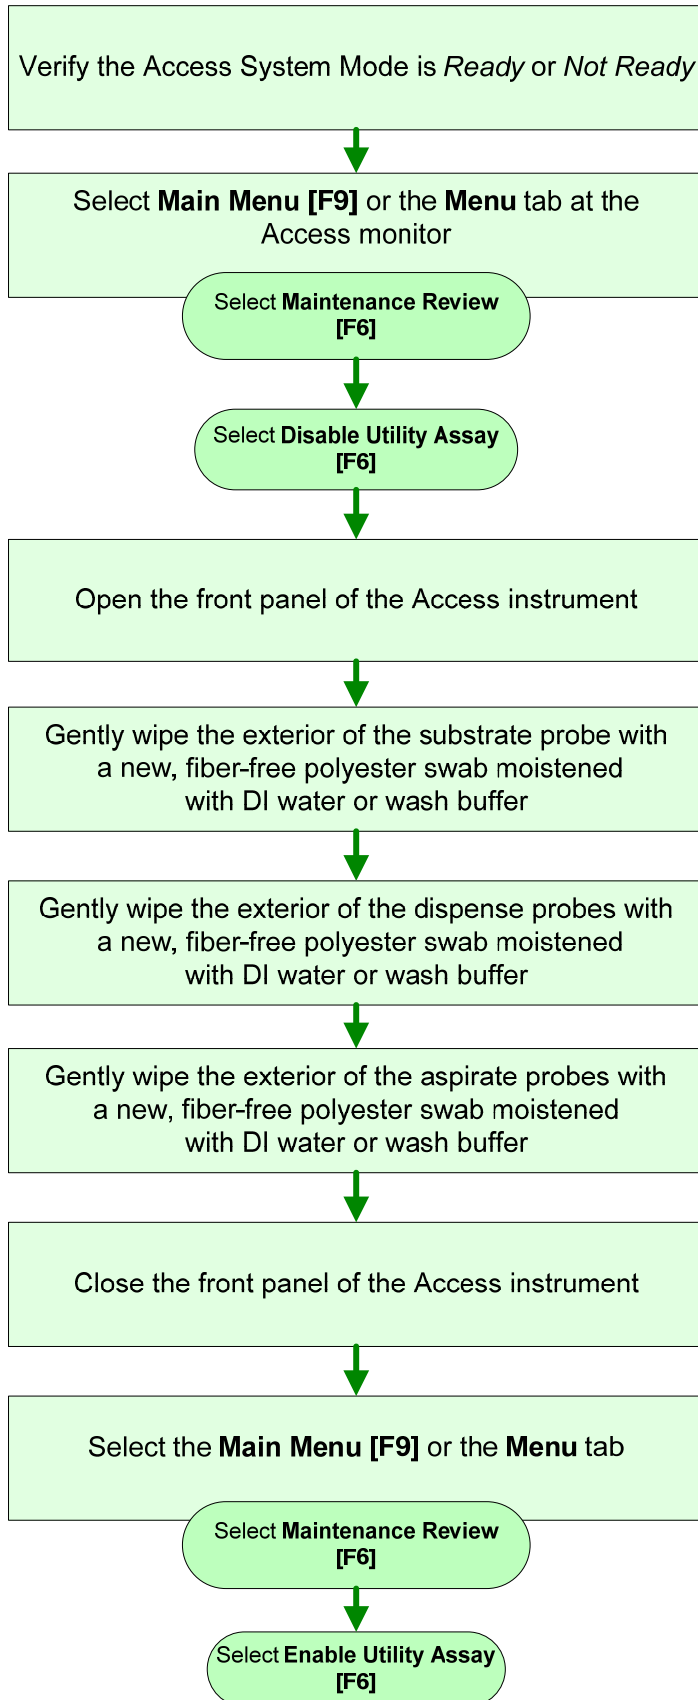 Verify the Access System Mode is Ready or Not Ready
Select Main Menu [F9] or the Menu tab at the
Access monitor
Select Maintenance Review
[F6]
Select Disable Utility Assay
[F6]
Open the front panel of the Access instrument
Gently wipe the exterior of the substrate probe with
a new, fiber-free polyester swab moistened
with DI water or wash buffer
Gently wipe the exterior of the dispense probes with
a new, fiber-free polyester swab moistened
with DI water or wash buffer
Gently wipe the exterior of the aspirate probes with
a new, fiber-free polyester swab moistened
with DI water or wash buffer
Close the front panel of the Access instrument
Select the Main Menu [F9] or the Menu tab
Select Maintenance Review
[F6]
Select Enable Utility Assay
[F6]